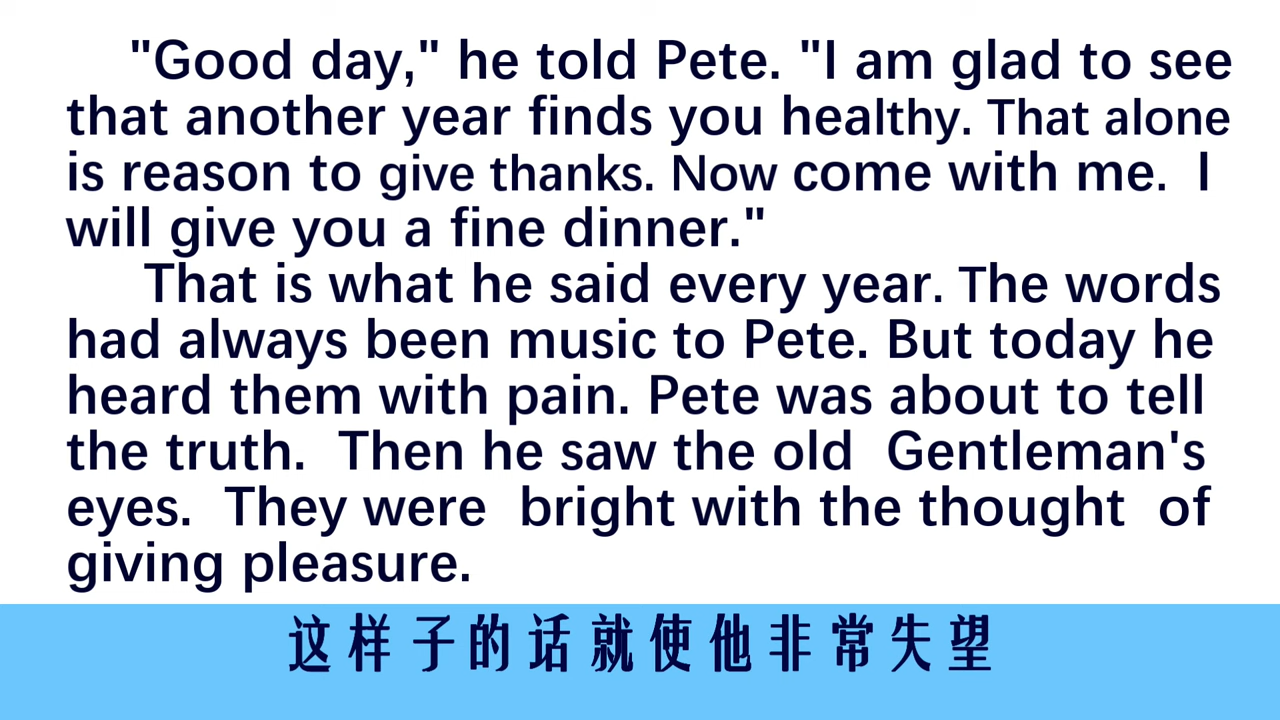 "Good day," he told Pete. "I am glad to see
that another year finds you healthy. That alone
is reason to give thanks. Now come with me. I
will give you a fine dinner."
That is what he said every year. The words
had always been music to Pete. But today he
heard them with pain. Pete was about to tell
the truth. Then he saw the old Gentleman's
eyes. They were bright with the thought of
giving pleasure.
这样子的话就使他非常失望